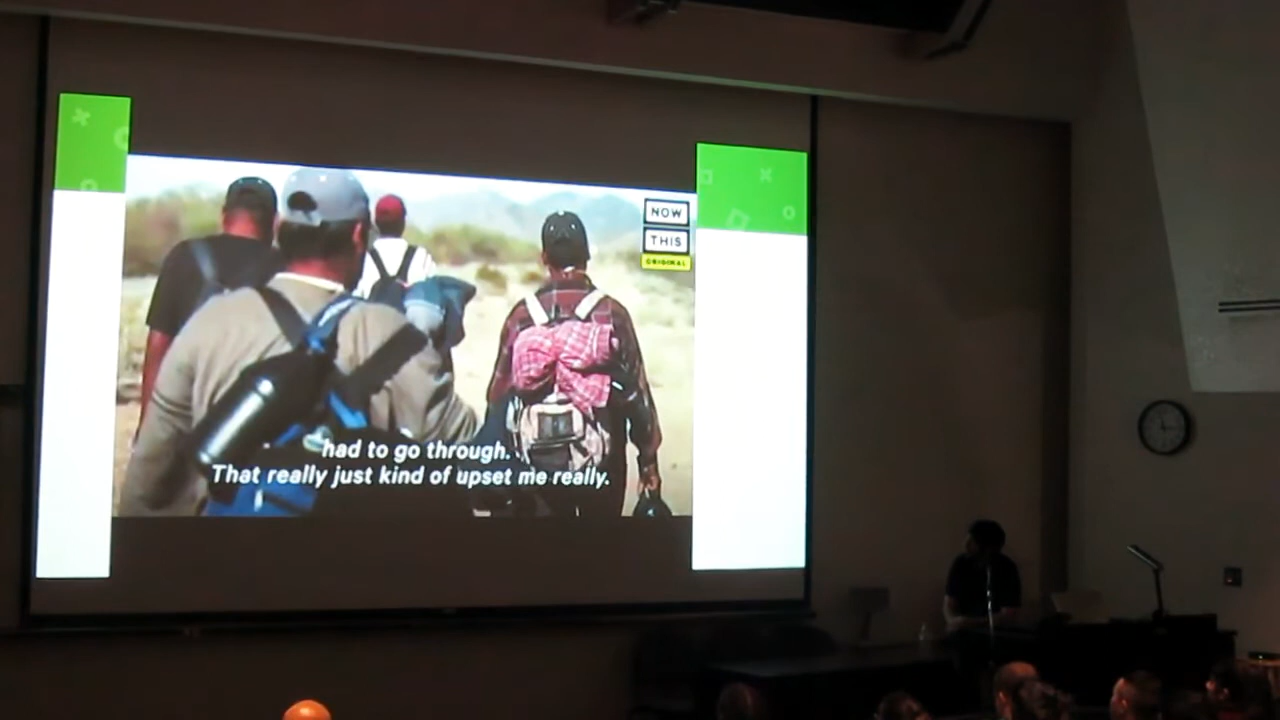 NOW
THIS
ORIGINAL
had to go through.
That really just kind of upset me really.